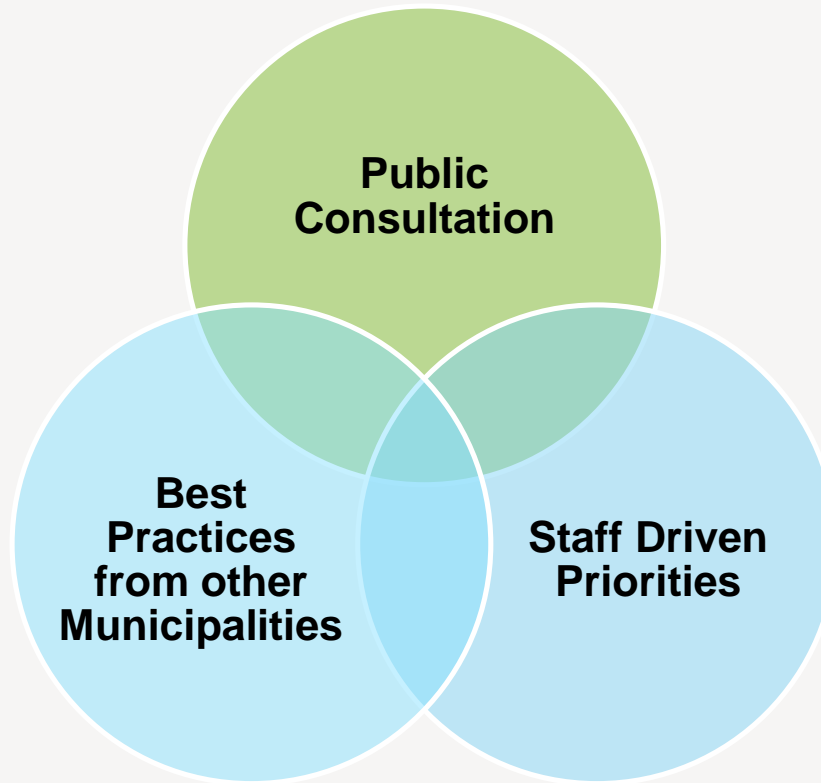 Public
Consultation
Best
Practices
from other
Municipalities
Staff Driven
Priorities